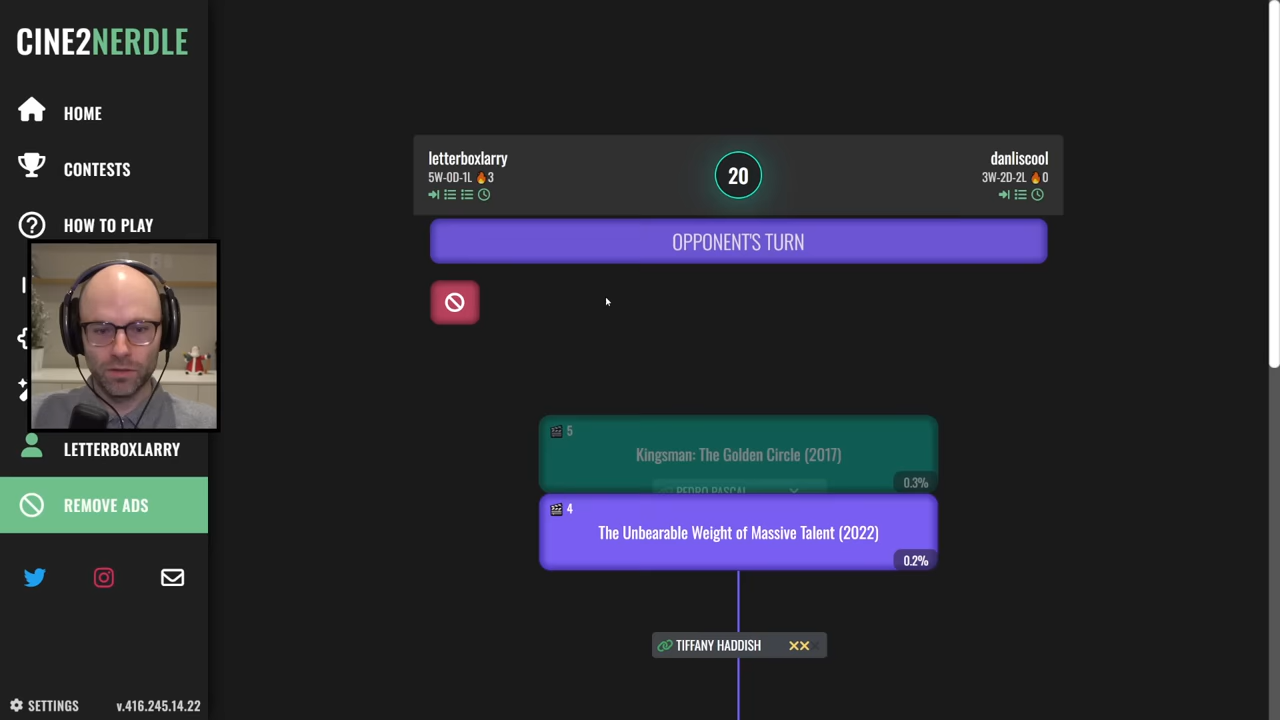 CINE2NERDLE
HOME
CONTESTS
HOW TO PLAY
LETTERBOXLARRY
REMOVE ADS
SETTINGS
v.416.245.14.22
letterboxlarry
5W-0D-1L 🔥3
20
danliscool
3W-2D-2L 🔥0
OPPONENT'S TURN
5
Kingsman: The Golden Circle (2017)
0.3%
PEDRO PASCAL
4
The Unbearable Weight of Massive Talent (2022)
0.2%
TIFFANY HADDISH